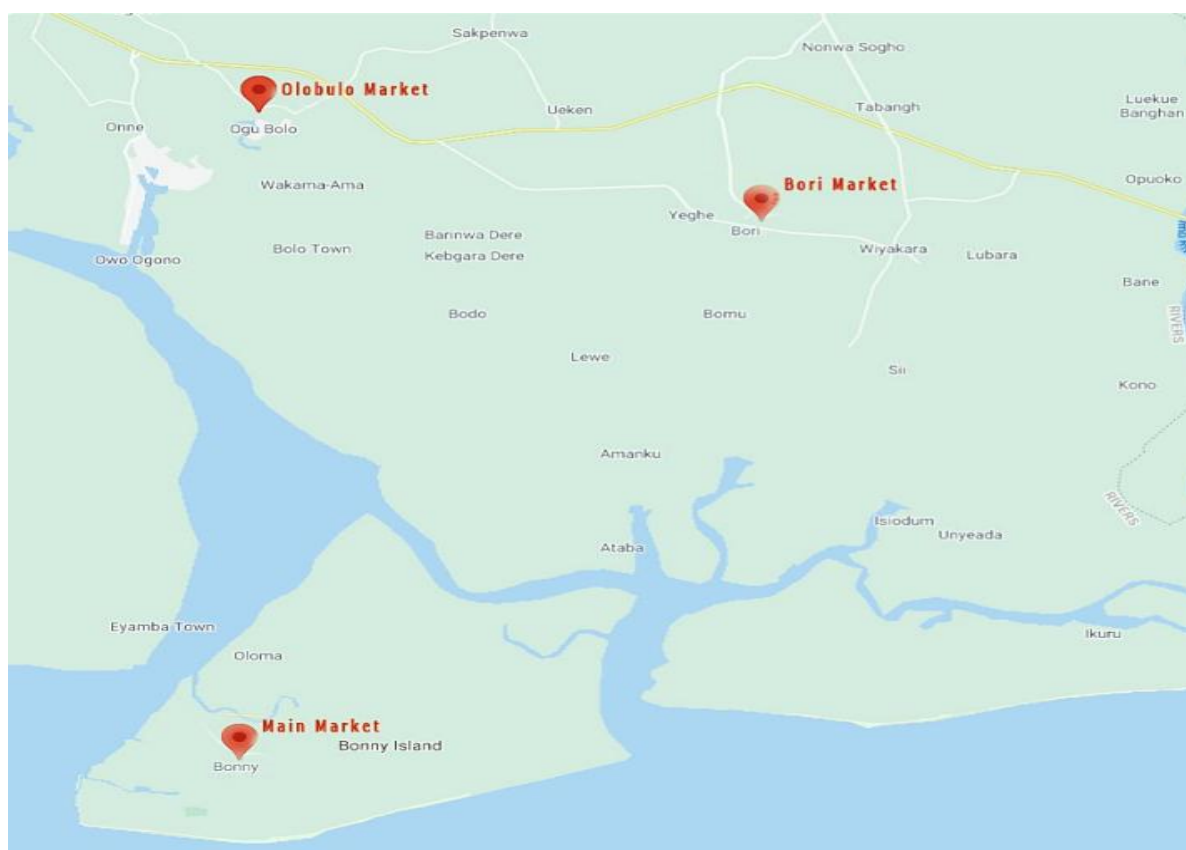 Sakpenwa
Nonwa Sogho
Olobulo Market
Ueken
Tabangh
Luekue
Banghan
Onne
Ogu Bolo
Wakama-Ama
Bori Market
Opuoko
Yeghe
Bori
Barinwa Dere
Kebgara Dere
Bolo Town
Wiyakara
Lubara
Owo Ogono
Bane
Bodo
Bomu
RIVERS
Lewe
Sii
Kono
Amanku
RIVERS
Isiodum
Unyeada
Ataba
Eyamba Town
Ikuru
Oloma
Main Market
Bonny Island
Bonny